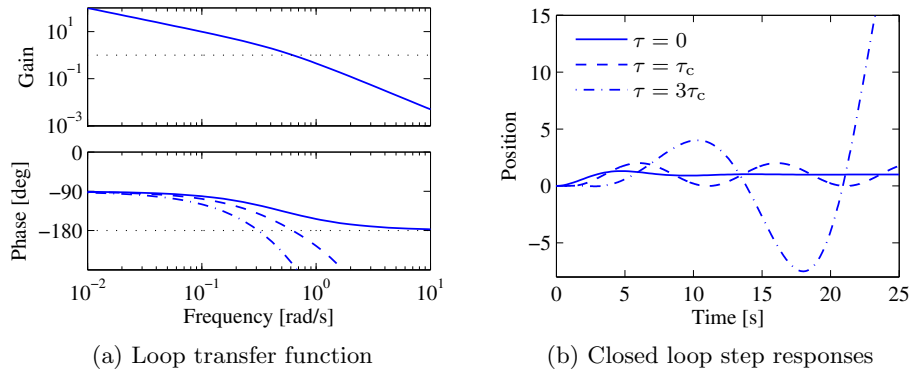 10^1
10^-1
10^-3
Gain
0
−90
−180
Phase [deg]
10^-2
10^-1
10^0
10^1
Frequency [rad/s]
(a) Loop transfer function
15
10
5
0
−5
Position
τ = 0
τ = τ_c
τ = 3τ_c
0
5
10
15
20
25
Time [s]
(b) Closed loop step responses